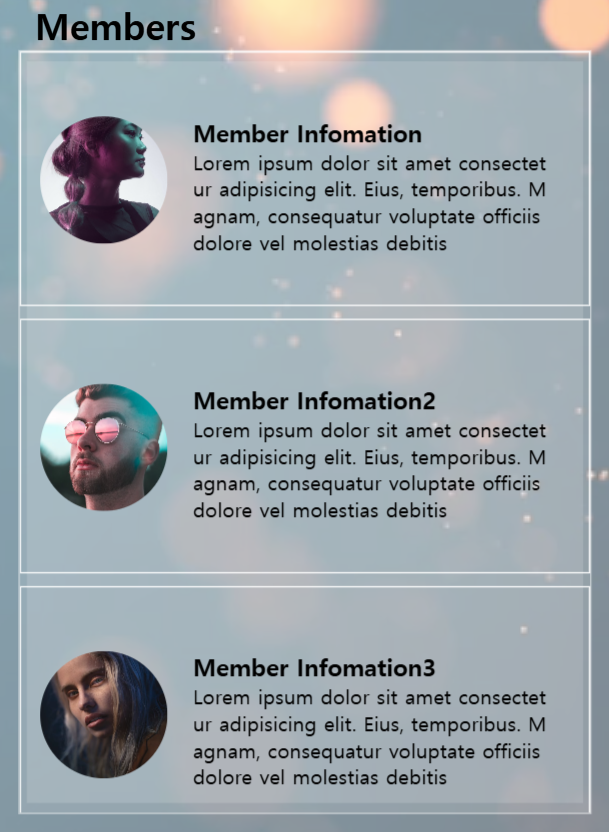 Members
Member Infomation
Lorem ipsum dolor sit amet consectet
ur adipisicing elit. Eius, temporibus. M
agnam, consequatur voluptate officiis
dolore vel molestias debitis
Member Infomation2
Lorem ipsum dolor sit amet consectet
ur adipisicing elit. Eius, temporibus. M
agnam, consequatur voluptate officiis
dolore vel molestias debitis
Member Infomation3
Lorem ipsum dolor sit amet consectet
ur adipisicing elit. Eius, temporibus. M
agnam, consequatur voluptate officiis
dolore vel molestias debitis